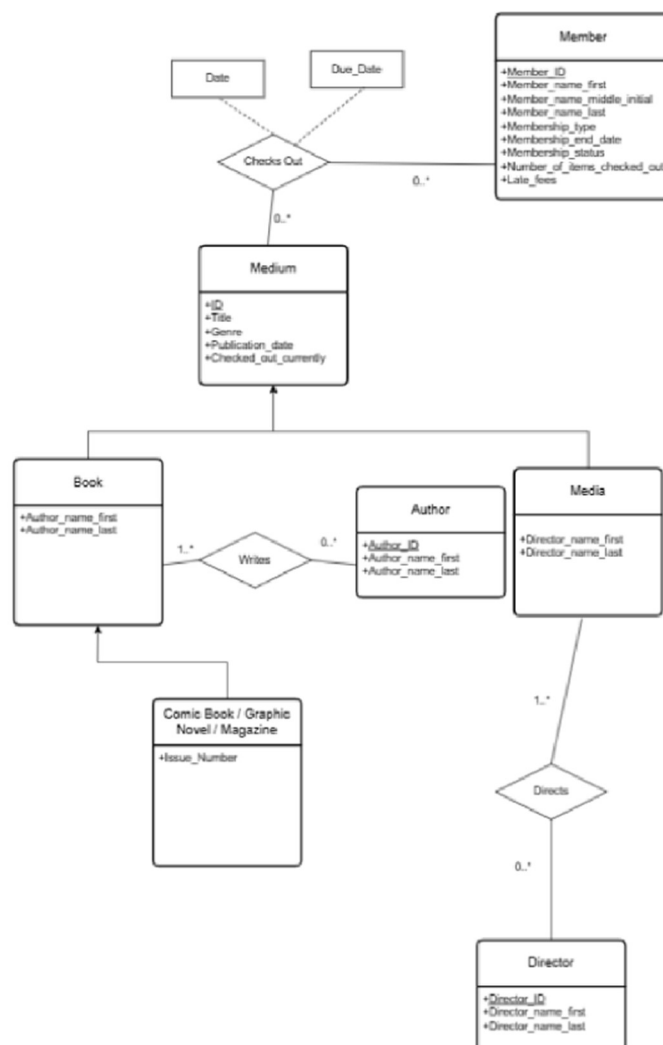 Member
+Member_ID
+Member_name_first
+Member_name_middle_initial
+Member_name_last
+Membership_type
+Membership_end_date
+Membership_status
+Number_of_items_checked_out
+Late_fees
Date
Due_Date
Checks Out
0..*
0..*
Medium
+ID
+Title
+Genre
+Publication_date
+Checked_out_currently
Book
+Author_name_first
+Author_name_last
1..*
Writes
0..*
Author
+Author_ID
+Author_name_first
+Author_name_last
Media
+Director_name_first
+Director_name_last
Comic Book / Graphic
Novel / Magazine
+Issue_Number
1..*
Directs
0..*
Director
+Director_ID
+Director_name_first
+Director_name_last